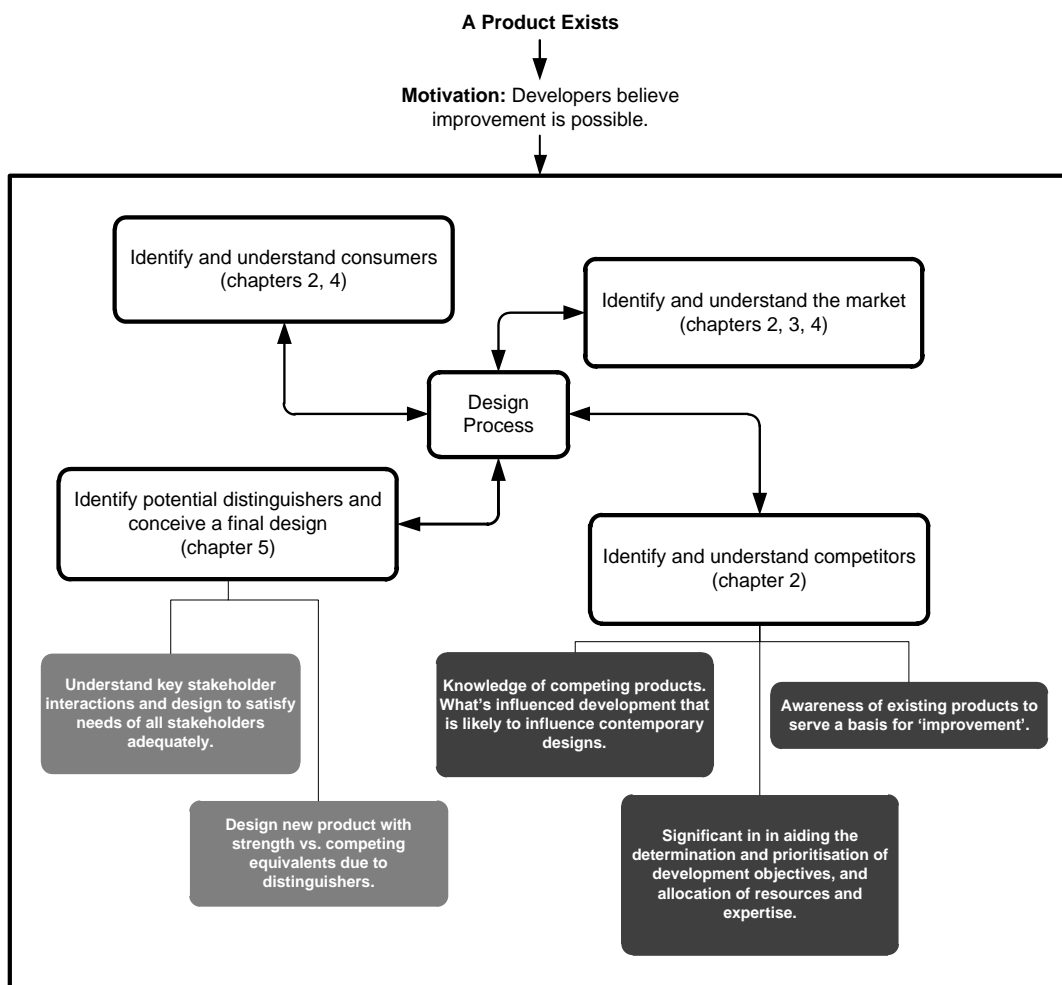 A Product Exists
Motivation: Developers believe
improvement is possible.
Identify and understand consumers
(chapters 2, 4)
Identify and understand the market
(chapters 2, 3, 4)
Design
Process
Identify potential distinguishers and
conceive a final design
(chapter 5)
Identify and understand competitors
(chapter 2)
Understand key stakeholder
interactions and design to satisfy
needs of all stakeholders
adequately.
Knowledge of competing products.
What’s influenced development that
is likely to influence contemporary
designs.
Awareness of existing products to
serve a basis for ‘improvement’.
Design new product with
strength vs. competing
equivalents due to
distinguishers.
Significant in in aiding the
determination and prioritisation of
development objectives, and
allocation of resources and
expertise.